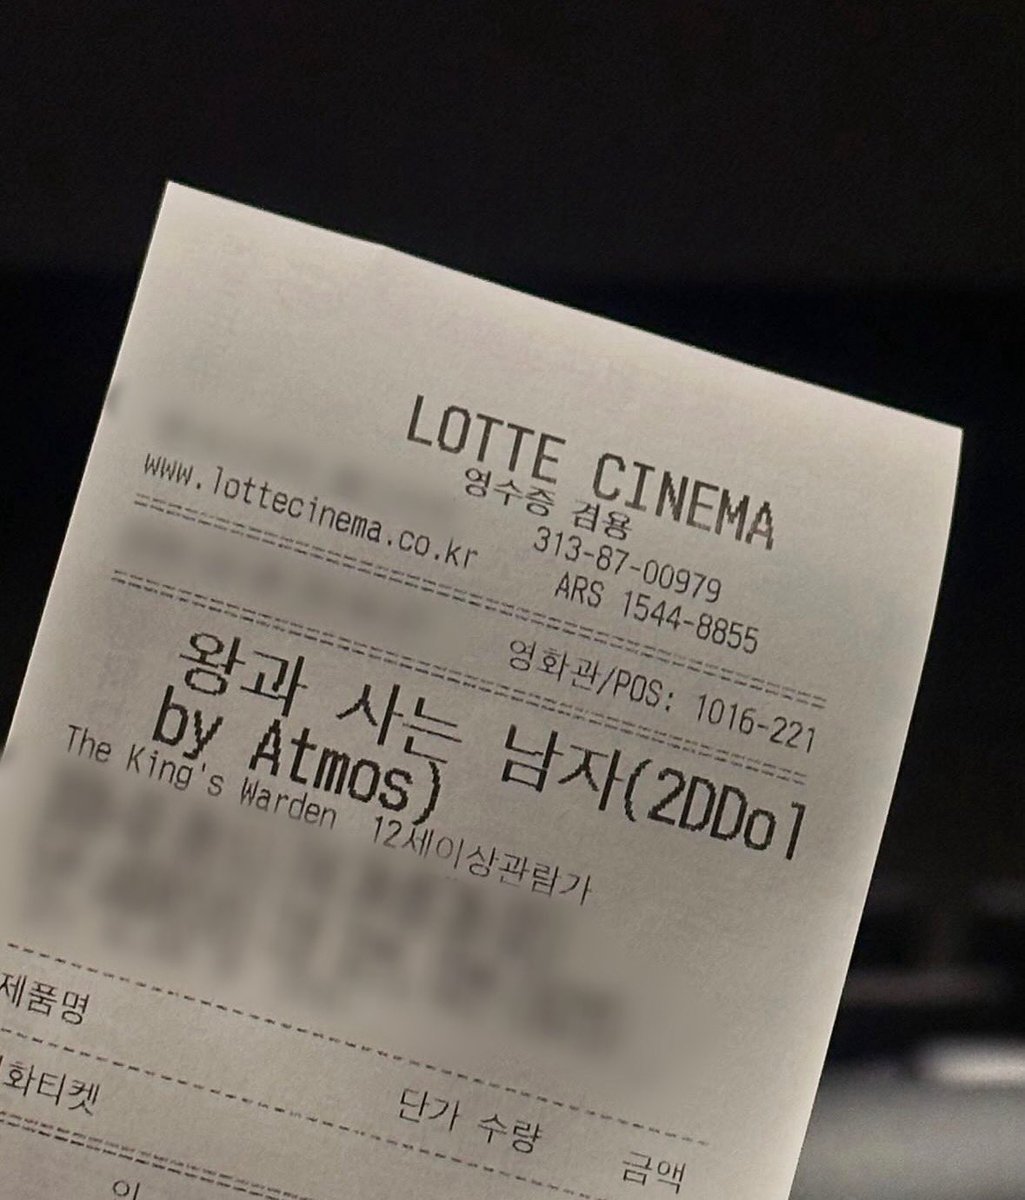 LOTTE CINEMA
영수증 겸용
313-87-00979
www.lottecinema.co.kr
ARS 1544-8855
영화관/POS: 1016-221
왕과 사는 남자(2DDol
by Atmos)
The King's Warden 12세이상관람가
제품명
단가 수량 금액
화티켓
인